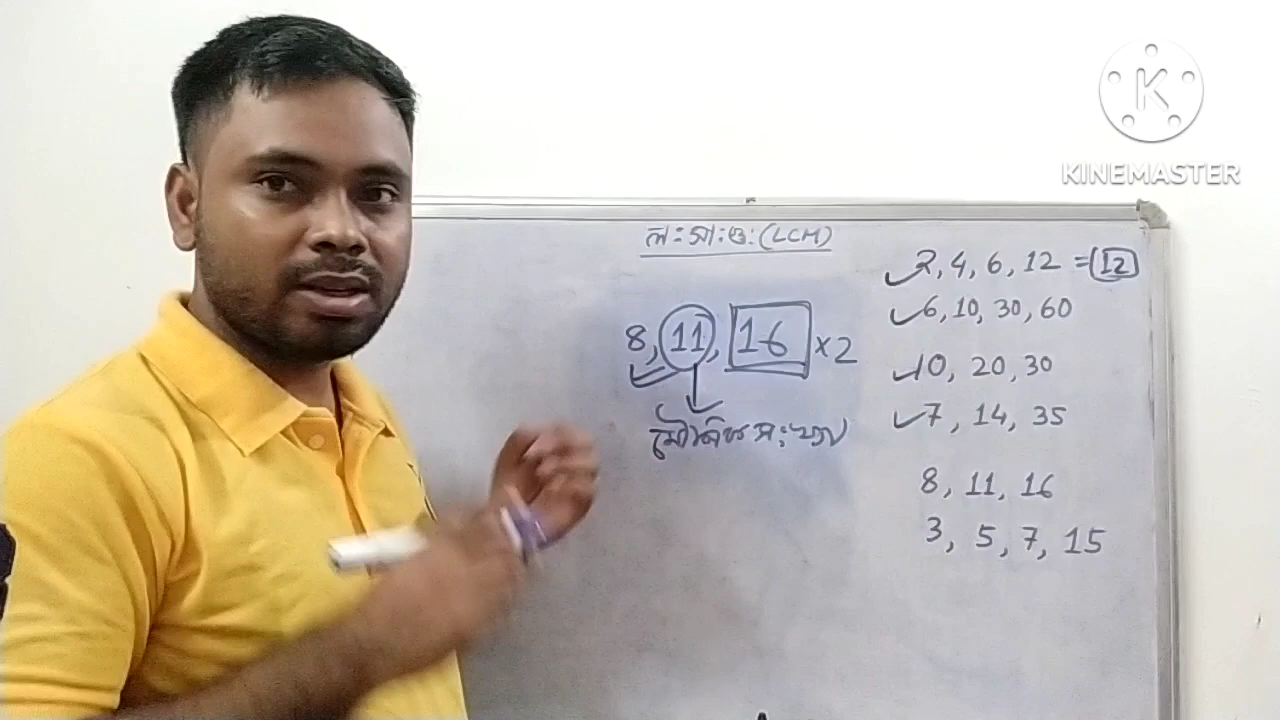 K
KINEMASTER
ল:সা:গু: (LCM)
8, 11, 16 × 2
মৌলিক সংখ্যা
2, 4, 6, 12 = 12
6, 10, 30, 60
10, 20, 30
7, 14, 35
8, 11, 16
3, 5, 7, 15